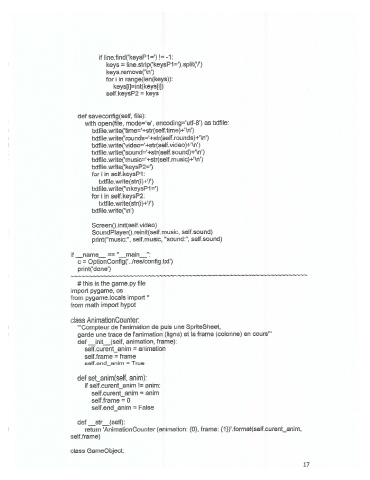 if line.find('keysP1=') != -1:
keys = line.strip('keysP1=').split('/')
keys.remove('\n')
for i in range(len(keys)):
keys[i]=int(keys[i])
self.keysP2 = keys
def saveconfig(self, file):
with open(file, mode='w', encoding='utf-8') as txtfile:
txtfile.write('time='+str(self.time)+'\n')
txtfile.write('rounds='+str(self.rounds)+'\n')
txtfile.write('video='+str(self.video)+'\n')
txtfile.write('sound='+str(self.sound)+'\n')
txtfile.write('music='+str(self.music)+'\n')
txtfile.write('keysP2=')
for i in self.keysP1:
txtfile.write(str(i)+'/')
txtfile.write('\nkeysP1=')
for i in self.keysP2:
txtfile.write(str(i)+'/')
txtfile.write('\n')
Screen().init(self.video)
SoundPlayer().reinit(self.music, self.sound)
print("music:", self.music, "sound:", self.sound)
if __name__ == "__main__":
c = OptionConfig('../res/config.txt')
print('done')
# this is the game.py file
import pygame, os
from pygame.locals import *
from math import hypot
class AnimationCounter:
'''Compteur de l'animation de puis une SpriteSheet,
garde une trace de l'animation (ligne) et la frame (colonne) en cours'''
def __init__(self, animation, frame):
self.curent_anim = animation
self.frame = frame
self.end_anim = True
def set_anim(self, anim):
if self.curent_anim != anim:
self.curent_anim = anim
self.frame = 0
self.end_anim = False
def __str__(self):
return 'AnimationCounter (animation: {0}, frame: {1})'.format(self.curent_anim,
self.frame)
class GameObject:
17